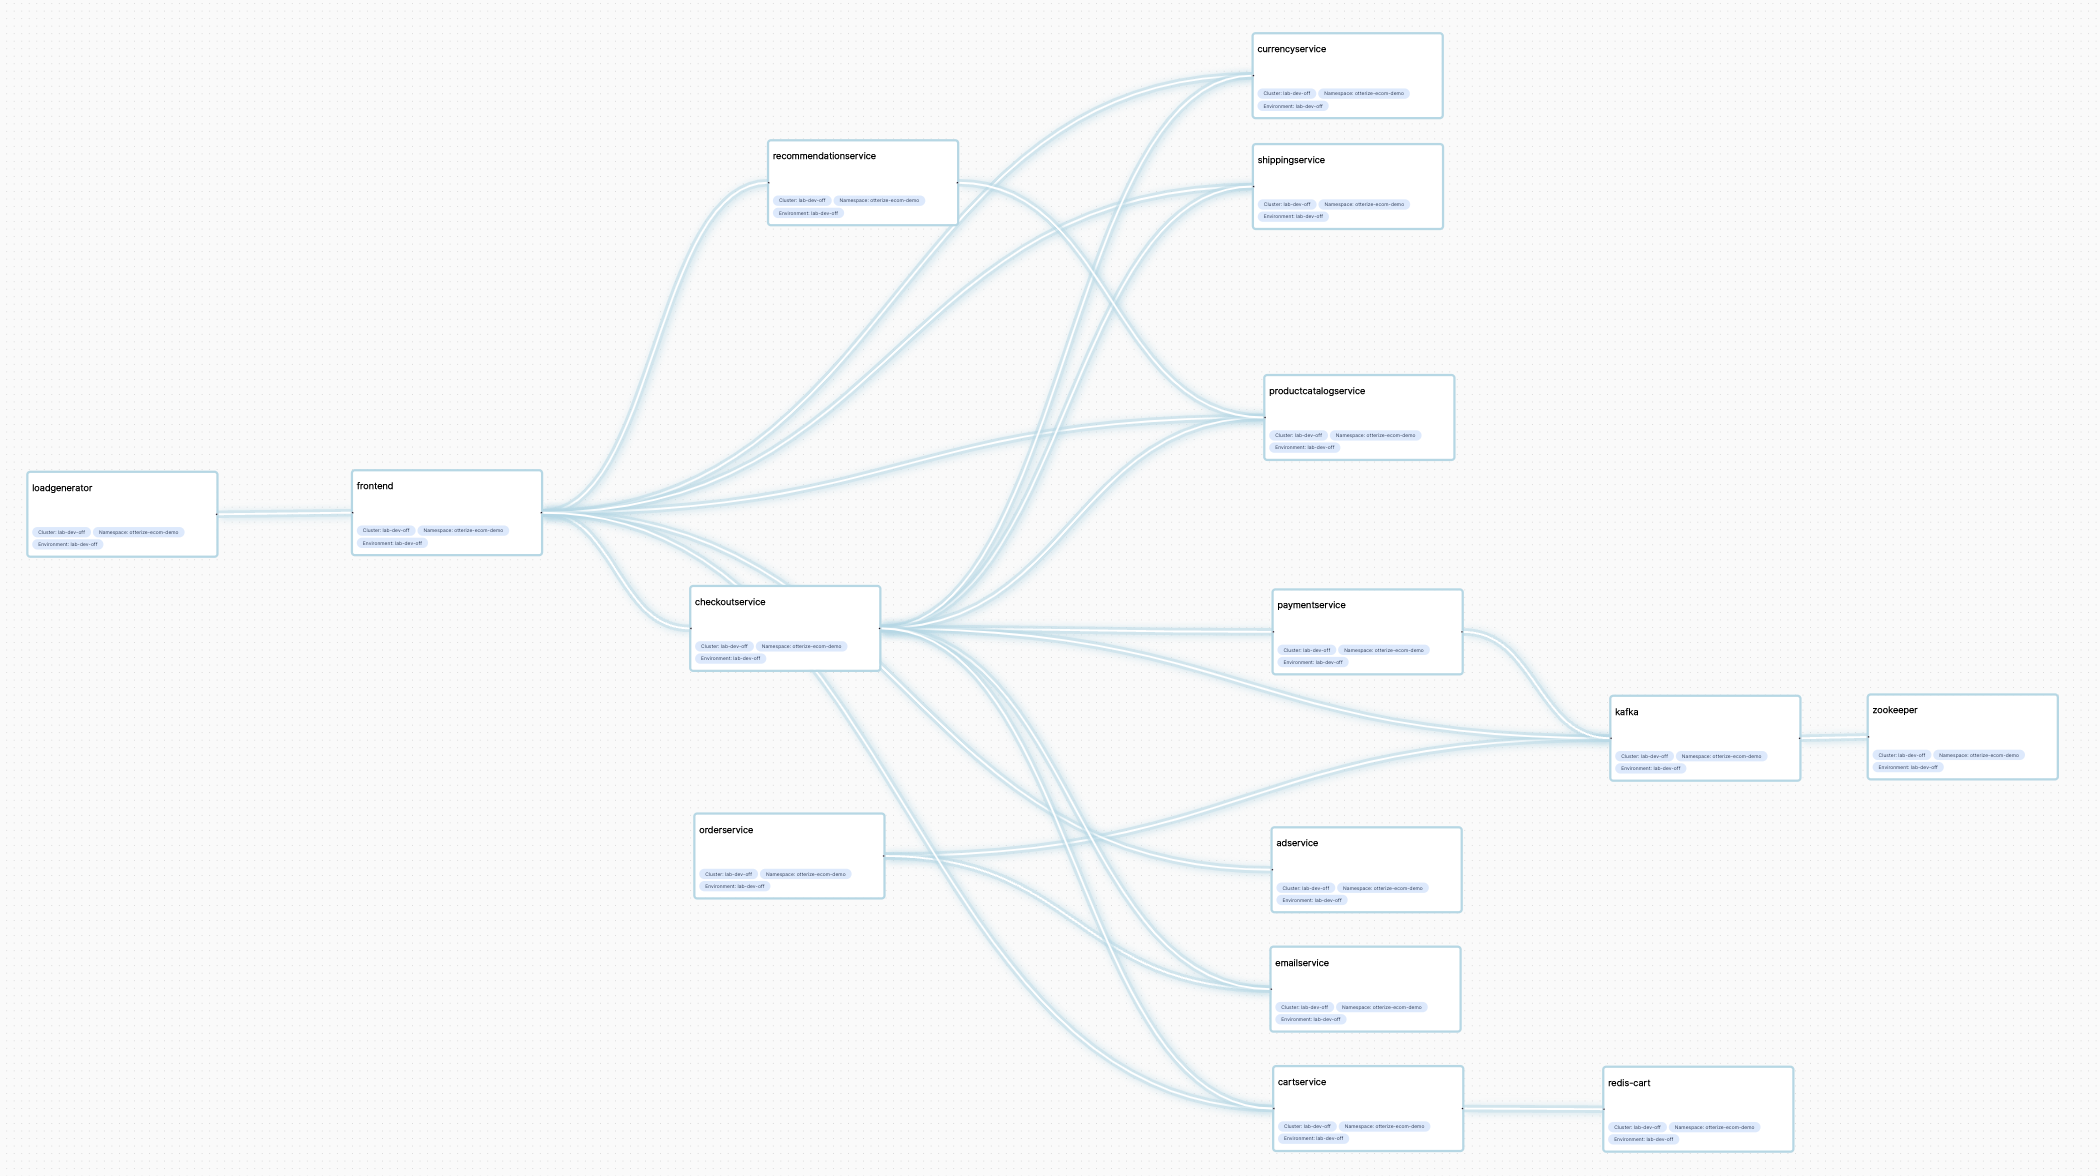 currencyservice
Cluster: lab-dev-off Namespace: otterize-ecom-demo
Environment: lab-dev-off
recommendationservice
Cluster: lab-dev-off Namespace: otterize-ecom-demo
Environment: lab-dev-off
shippingservice
Cluster: lab-dev-off Namespace: otterize-ecom-demo
Environment: lab-dev-off
productcatalogservice
Cluster: lab-dev-off Namespace: otterize-ecom-demo
Environment: lab-dev-off
loadgenerator
Cluster: lab-dev-off Namespace: otterize-ecom-demo
Environment: lab-dev-off
frontend
Cluster: lab-dev-off Namespace: otterize-ecom-demo
Environment: lab-dev-off
checkoutservice
Cluster: lab-dev-off Namespace: otterize-ecom-demo
Environment: lab-dev-off
paymentservice
Cluster: lab-dev-off Namespace: otterize-ecom-demo
Environment: lab-dev-off
kafka
Cluster: lab-dev-off Namespace: otterize-ecom-demo
Environment: lab-dev-off
zookeeper
Cluster: lab-dev-off Namespace: otterize-ecom-demo
Environment: lab-dev-off
orderservice
Cluster: lab-dev-off Namespace: otterize-ecom-demo
Environment: lab-dev-off
adservice
Cluster: lab-dev-off Namespace: otterize-ecom-demo
Environment: lab-dev-off
emailservice
Cluster: lab-dev-off Namespace: otterize-ecom-demo
Environment: lab-dev-off
cartservice
Cluster: lab-dev-off Namespace: otterize-ecom-demo
Environment: lab-dev-off
redis-cart
Cluster: lab-dev-off Namespace: otterize-ecom-demo
Environment: lab-dev-off